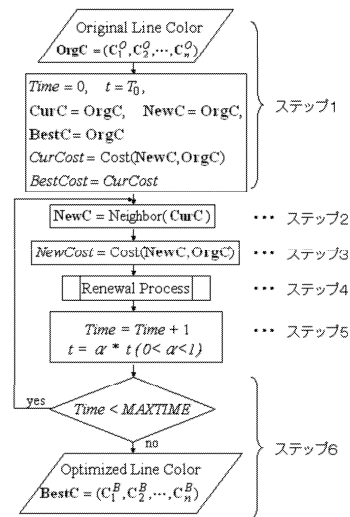 Original Line Color
OrgC = (C₁ᴼ, C₂ᴼ, ⋯, Cₙᴼ)
Time = 0,  t = T₀,
CurC = OrgC,  NewC = OrgC,
BestC = OrgC
CurCost = Cost(NewC, OrgC)
BestCost = CurCost
ステップ1
NewC = Neighbor(CurC)
⋯ ステップ2
NewCost = Cost(NewC, OrgC)
⋯ ステップ3
Renewal Process
⋯ ステップ4
Time = Time + 1
t = α * t (0< α<1)
⋯ ステップ5
yes
Time < MAXTIME
no
ステップ6
Optimized Line Color
BestC = (C₁ᴮ, C₂ᴮ, ⋯, Cₙᴮ)